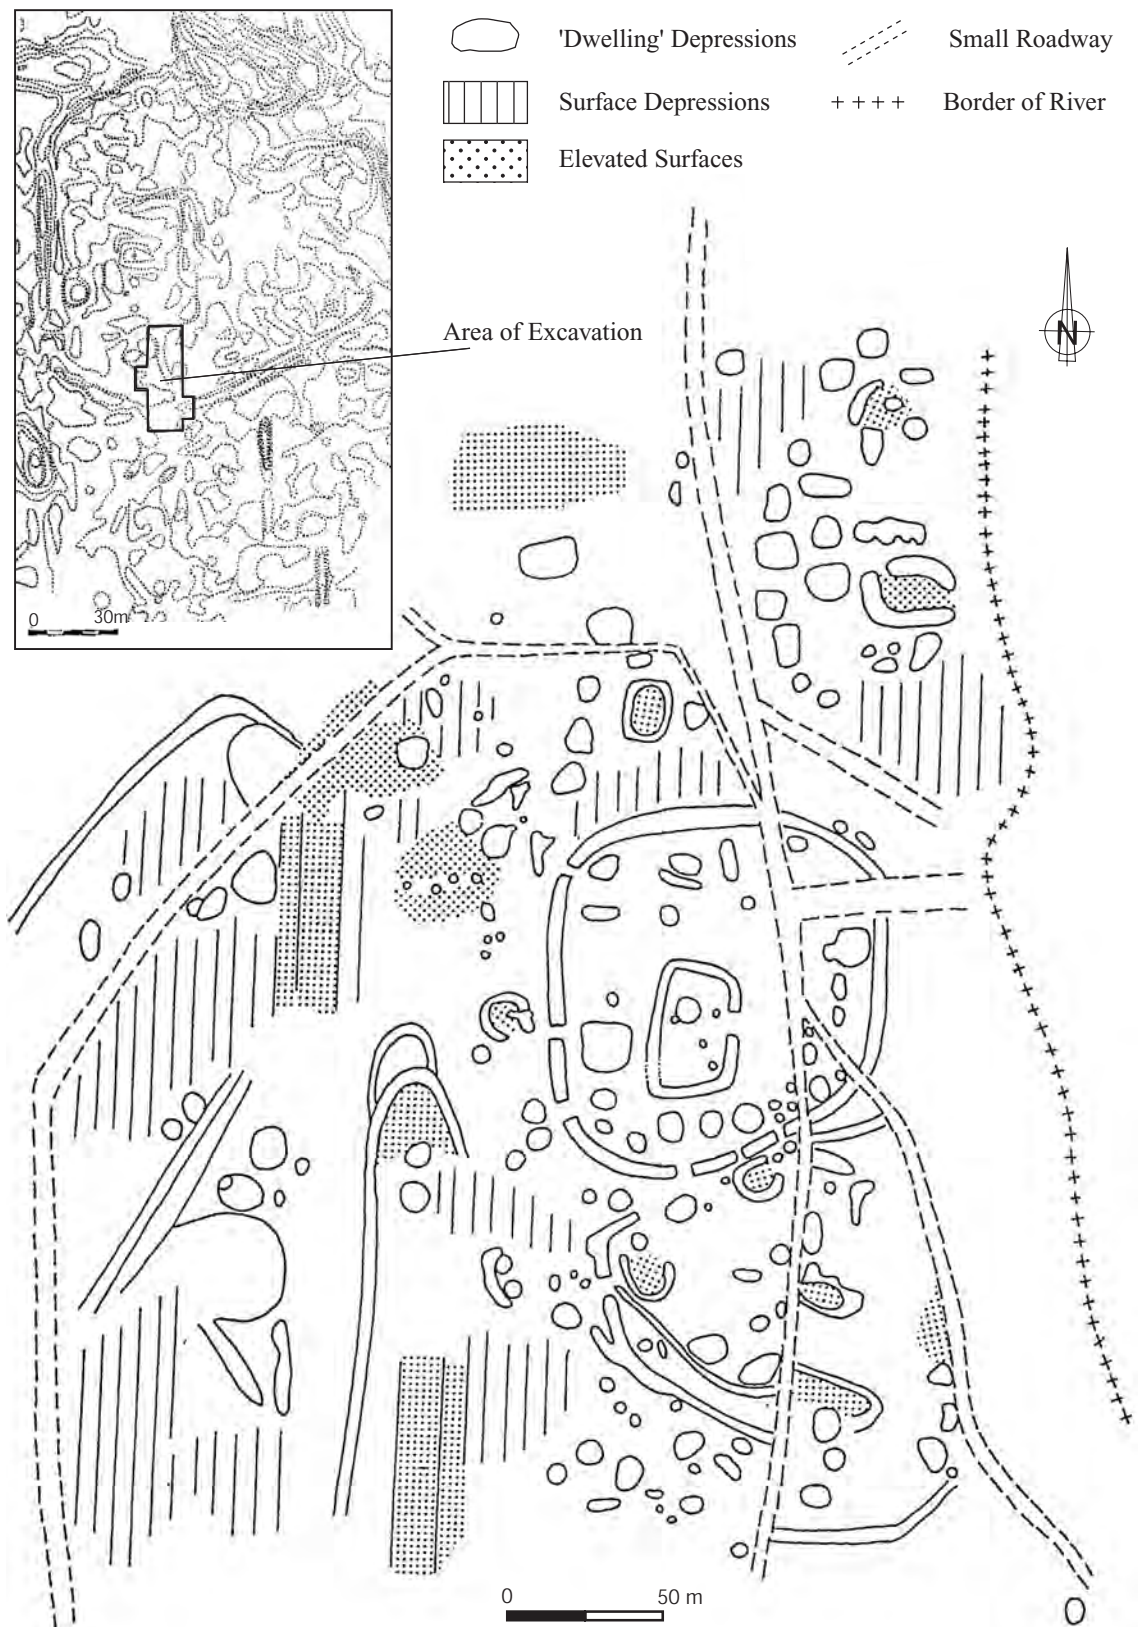 'Dwelling' Depressions
Small Roadway
Surface Depressions
++++ Border of River
Elevated Surfaces
Area of Excavation
N
0 30m
0 50 m